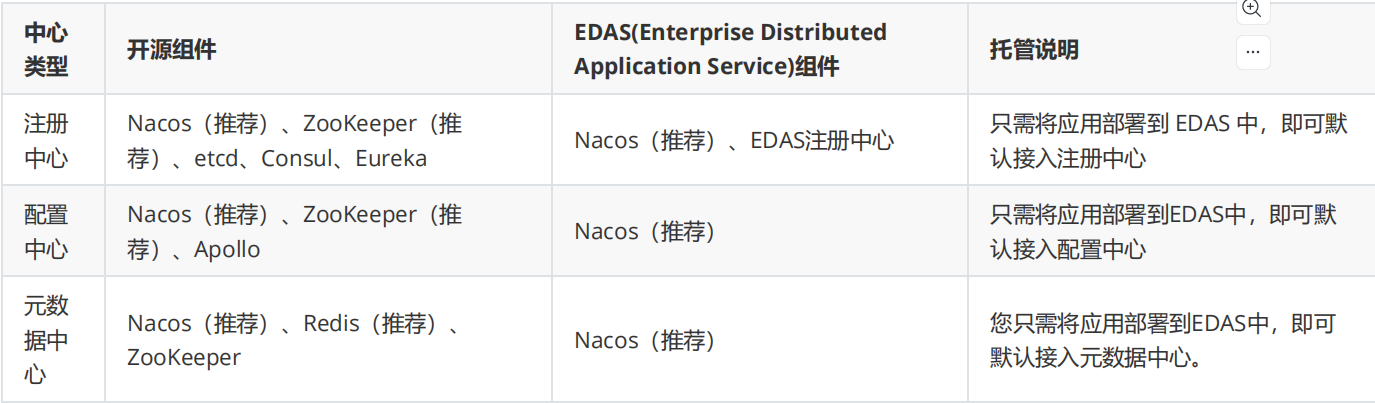 中心
类型
开源组件
EDAS(Enterprise Distributed
Application Service)组件
托管说明
注册
中心
Nacos（推荐）、ZooKeeper（推
荐）、etcd、Consul、Eureka
Nacos（推荐）、EDAS注册中心
只需将应用部署到 EDAS 中，即可默
认接入注册中心
配置
中心
Nacos（推荐）、ZooKeeper（推
荐）、Apollo
Nacos（推荐）
只需将应用部署到EDAS中，即可默
认接入配置中心
元数
据中
心
Nacos（推荐）、Redis（推荐）、
ZooKeeper
Nacos（推荐）
您只需将应用部署到EDAS中，即可
默认接入元数据中心。